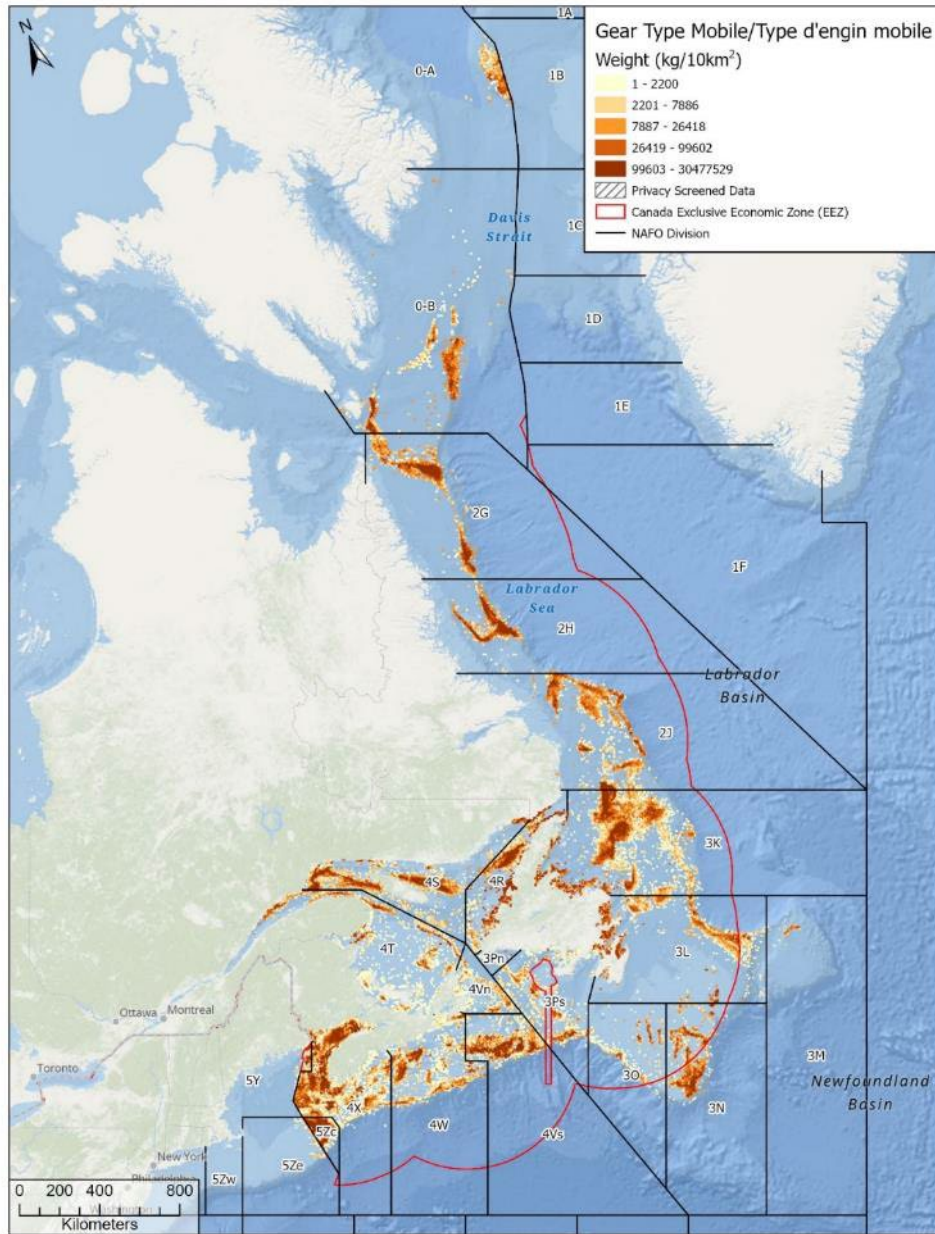 Gear Type Mobile/Type d'engin mobile
Weight (kg/10km²)
1 - 2200
2201 - 7886
7887 - 26418
26419 - 99602
99603 - 30477529
Privacy Screened Data
Canada Exclusive Economic Zone (EEZ)
NAFO Division
N
1A
0-A
1B
Davis
Strait
1C
0-B
1D
1E
2G
1F
Labrador
Sea
2H
Labrador
Basin
2J
3K
4S
4R
4T
3Pn
3L
4Vn
3Ps
Ottawa
Montreal
Toronto
5Y
3O
3M
3N
Newfoundland
Basin
4X
5Zc
4W
4Vs
New York
5Zw
5Ze
Philadelphia
Washington
0 200 400 800
Kilometers